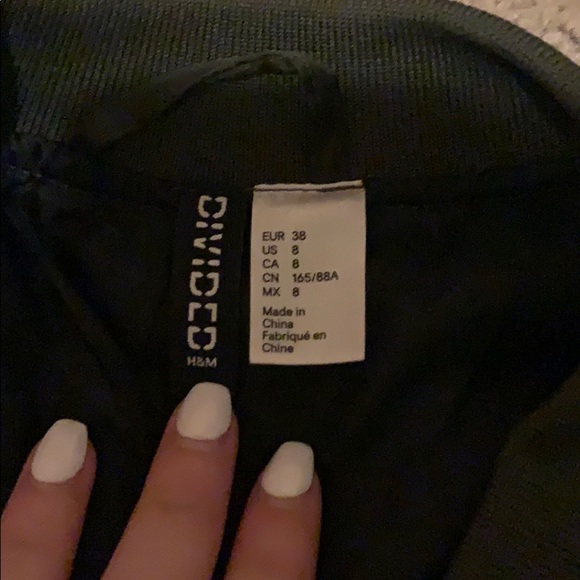 DIVIDED
H&M
EUR 38
US 8
CA 8
CN 165/88A
MX 8
Made in
China
Fabriqué en
Chine